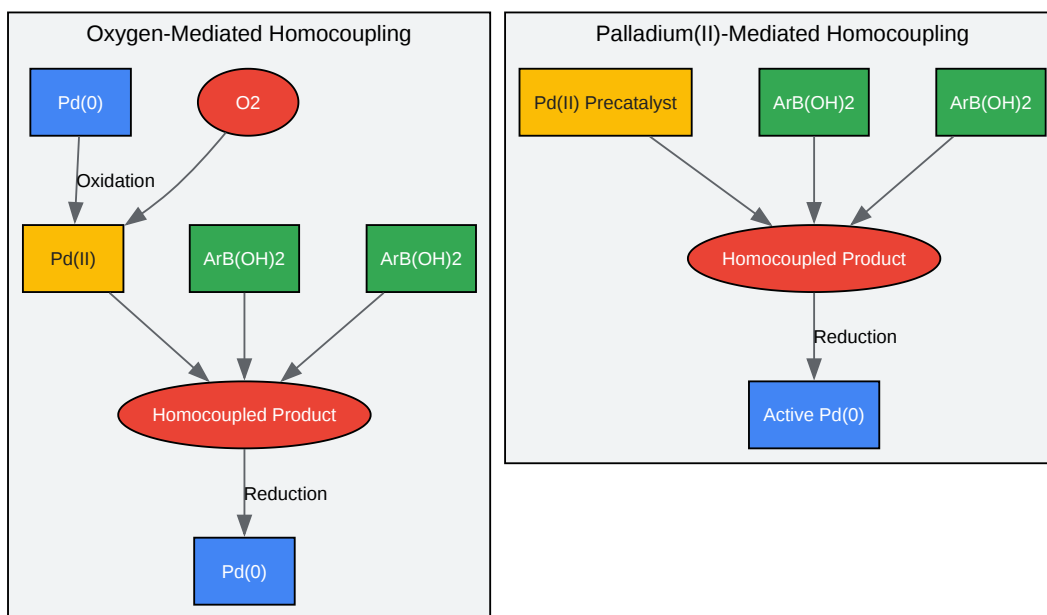 Oxygen-Mediated Homocoupling
Pd(0)
O2
Oxidation
Pd(II)
ArB(OH)2
ArB(OH)2
Homocoupled Product
Reduction
Pd(0)
Palladium(II)-Mediated Homocoupling
Pd(II) Precatalyst
ArB(OH)2
ArB(OH)2
Homocoupled Product
Reduction
Active Pd(0)